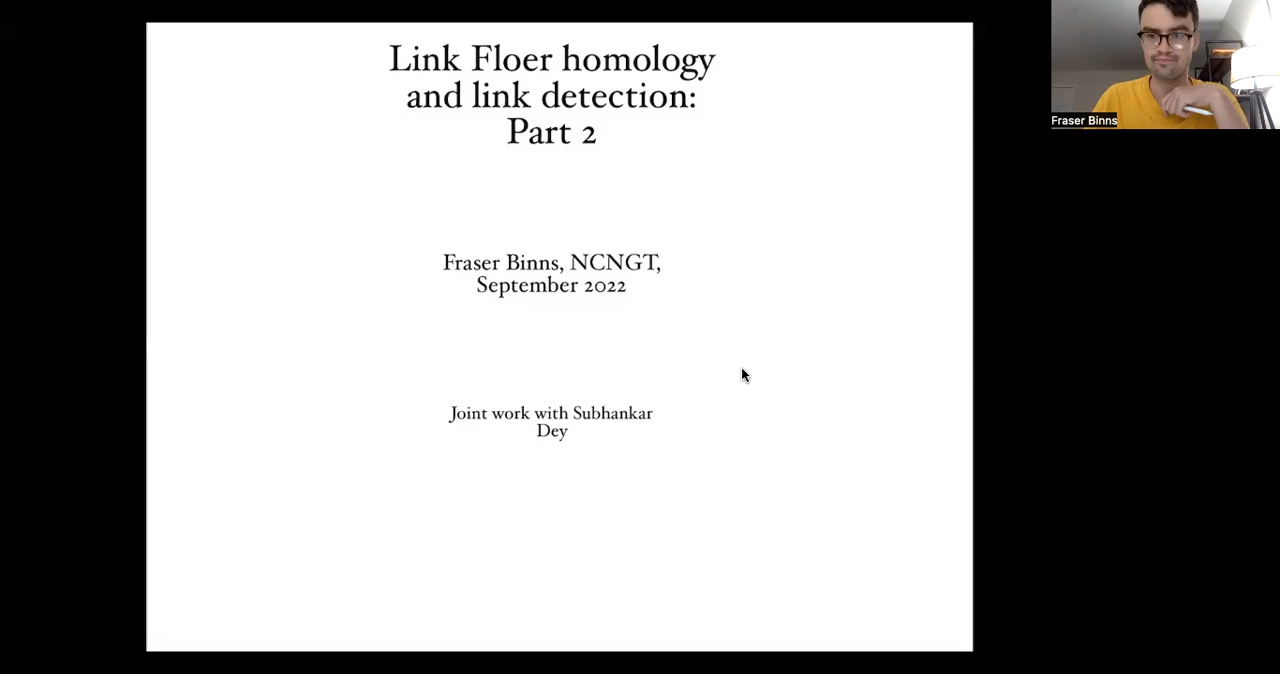 Link Floer homology
and link detection:
Part 2
Fraser Binns, NCNGT,
September 2022
Joint work with Subhankar
Dey
Fraser Binns